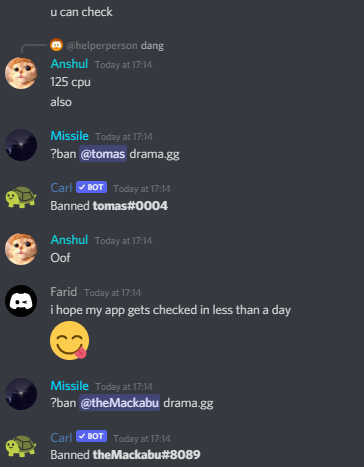 u can check
@helperperson dang
Anshul Today at 17:14
125 cpu
also
Missile Today at 17:14
?ban @tomas drama.gg
Carl ✓ BOT Today at 17:14
Banned tomas#0004
Anshul Today at 17:14
Oof
Farid Today at 17:14
i hope my app gets checked in less than a day
Missile Today at 17:14
?ban @theMackabu drama.gg
Carl ✓ BOT Today at 17:14
Banned theMackabu#8089